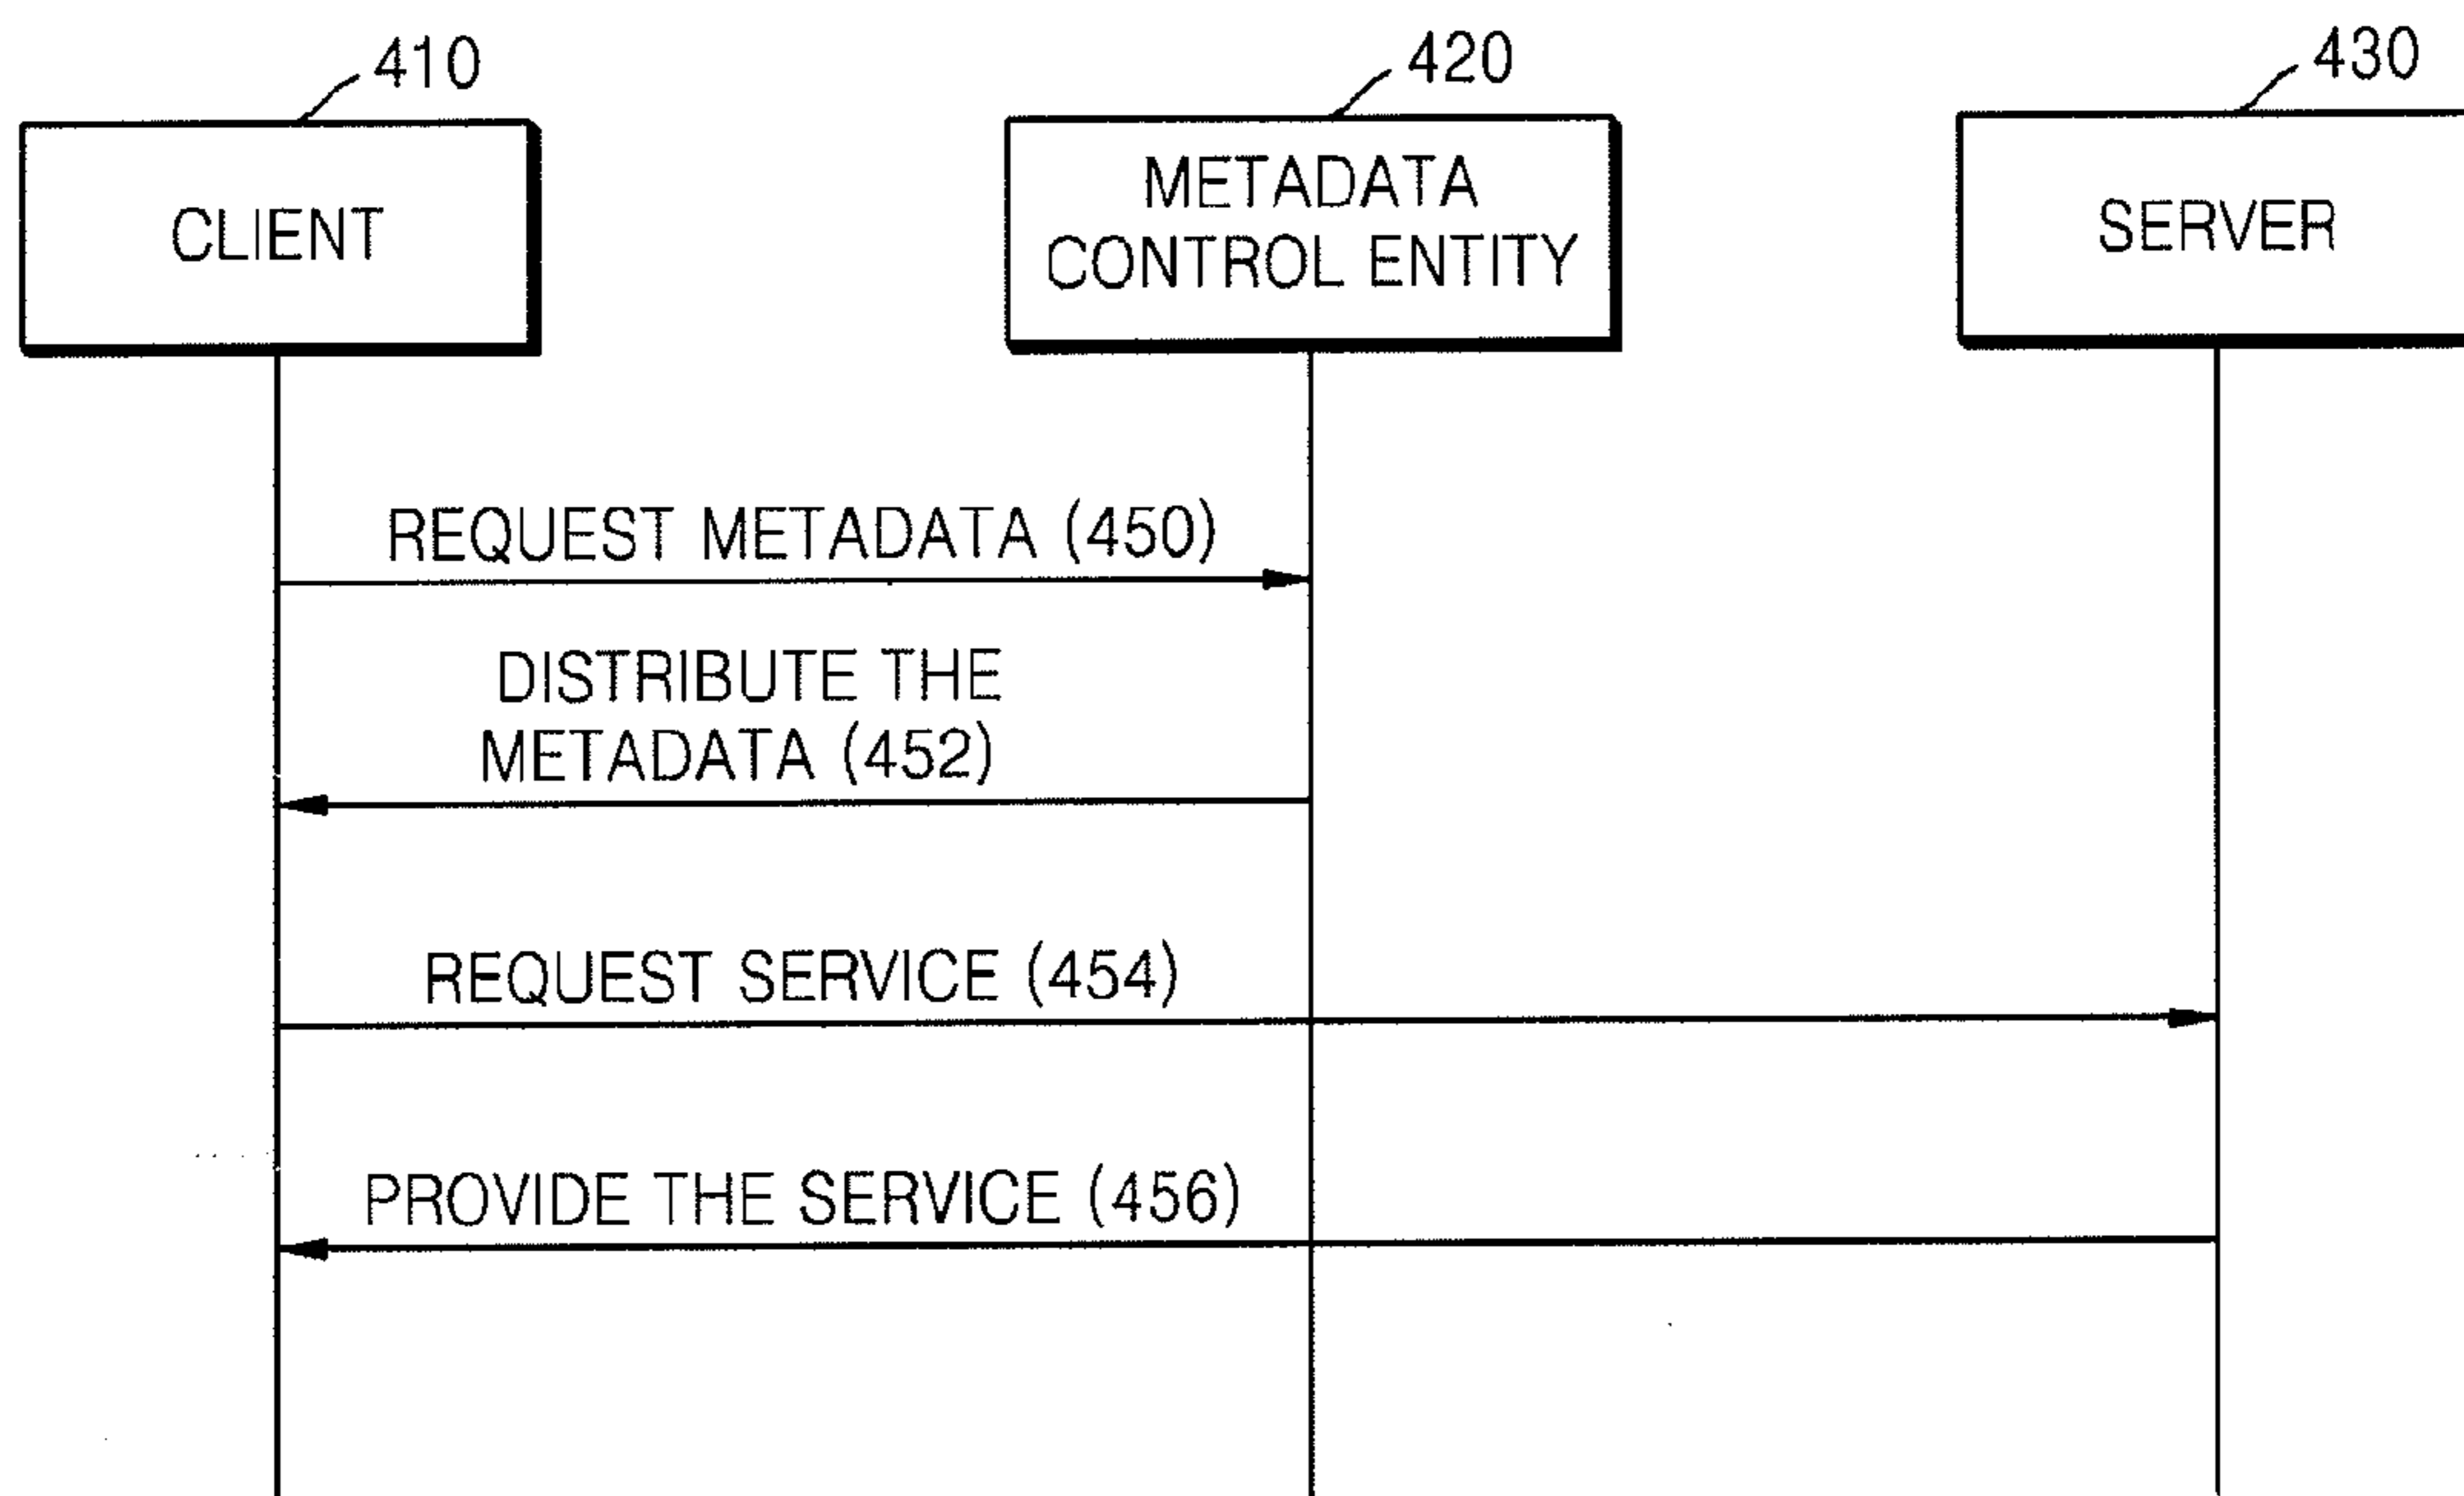 410
420
430
CLIENT
METADATA
CONTROL ENTITY
SERVER
REQUEST METADATA (450)
DISTRIBUTE THE
METADATA (452)
REQUEST SERVICE (454)
PROVIDE THE SERVICE (456)